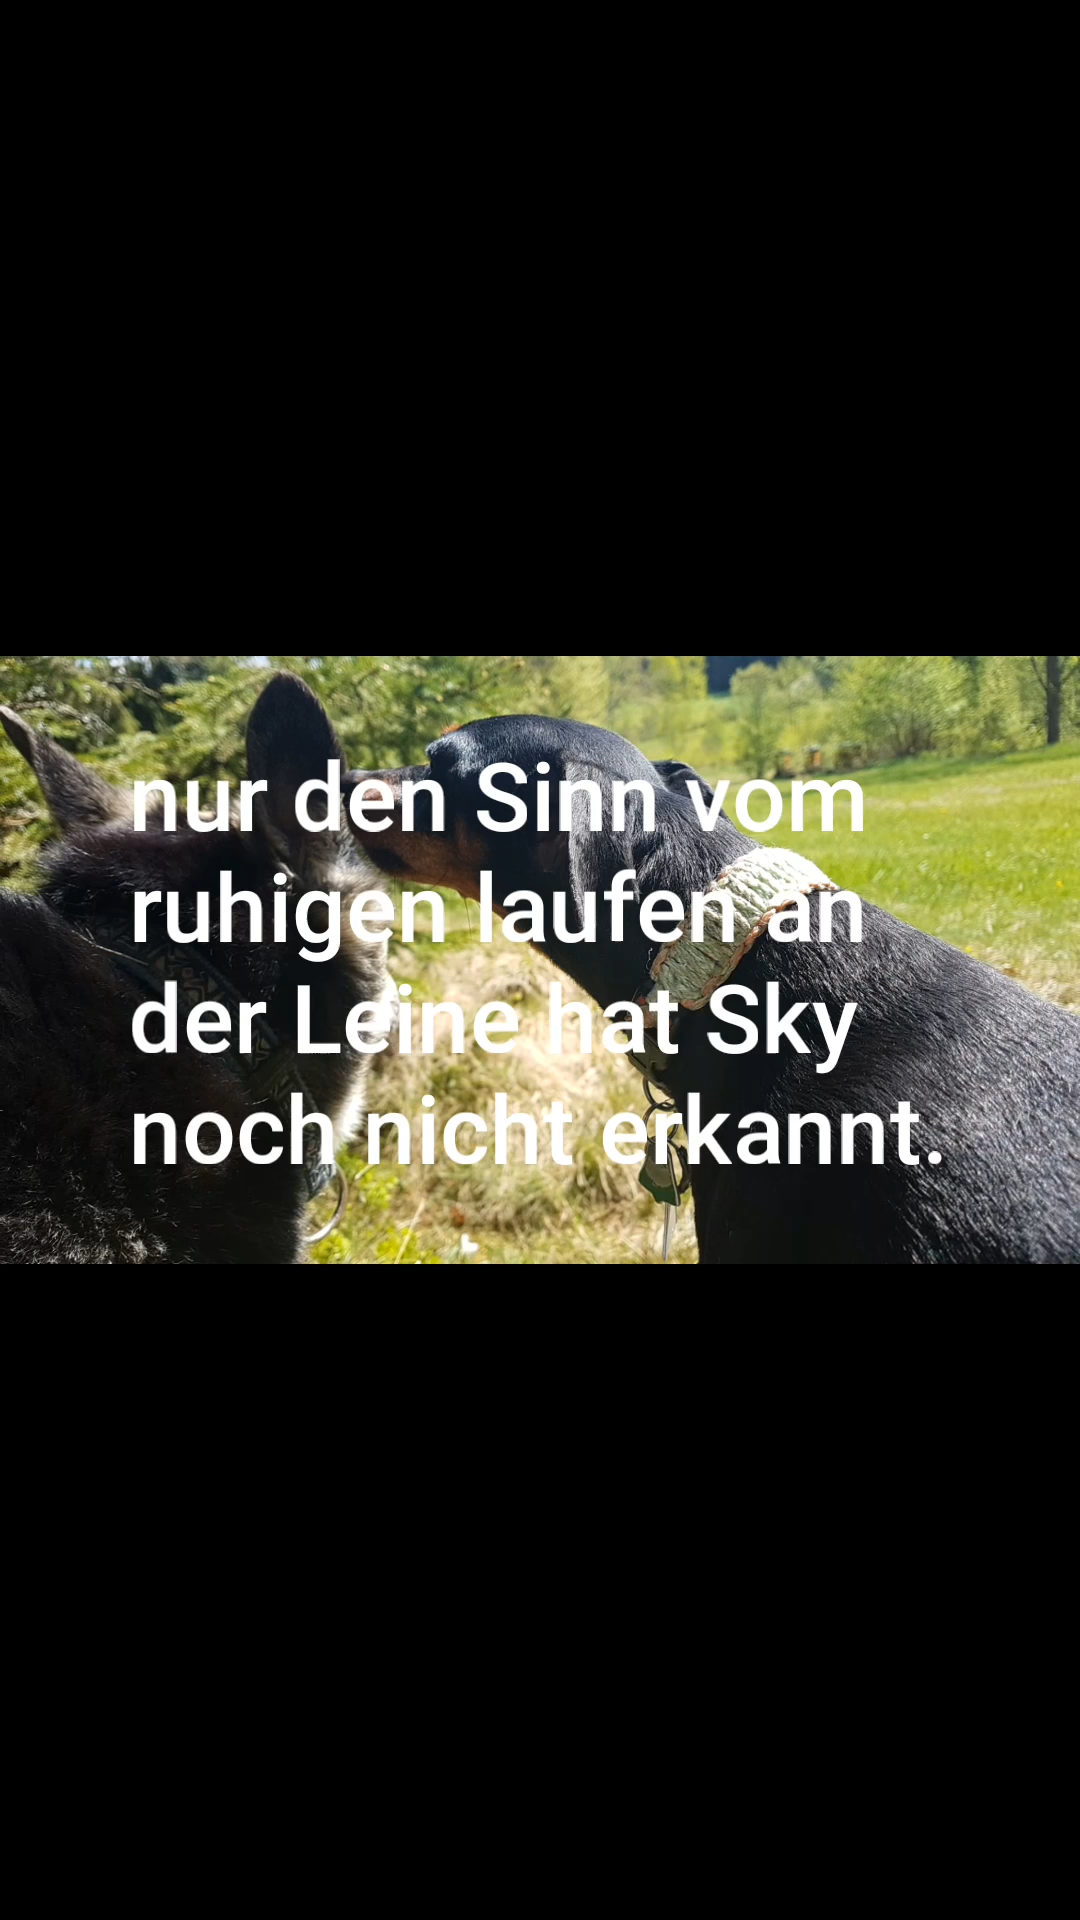 nur den Sinn vom
ruhigen laufen an
der Leine hat Sky
noch nicht erkannt.